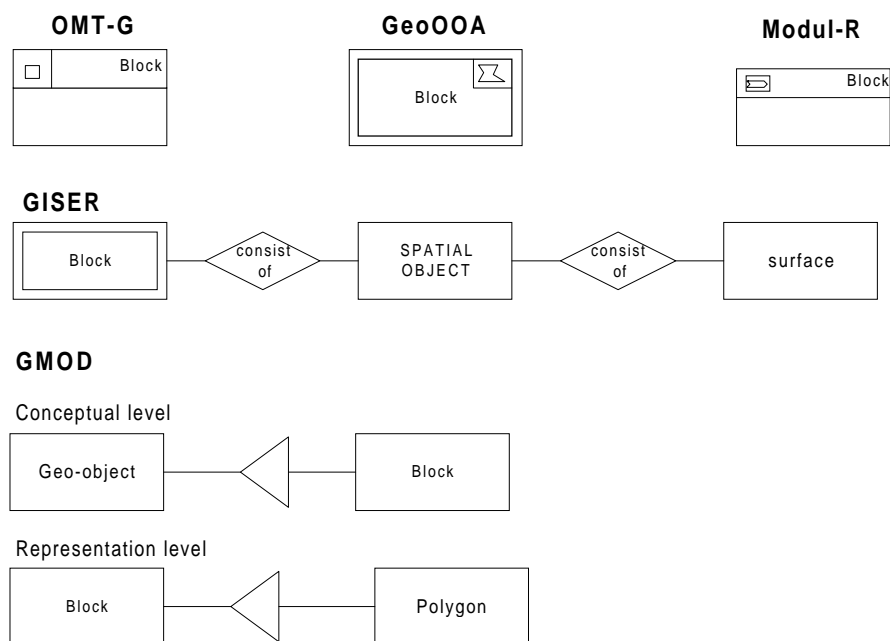 OMT-G
GeoOOA
Modul-R
Block
Block
Block
GISER
Block
consist
of
SPATIAL
OBJECT
consist
of
surface
GMOD
Conceptual level
Geo-object
Block
Representation level
Block
Polygon